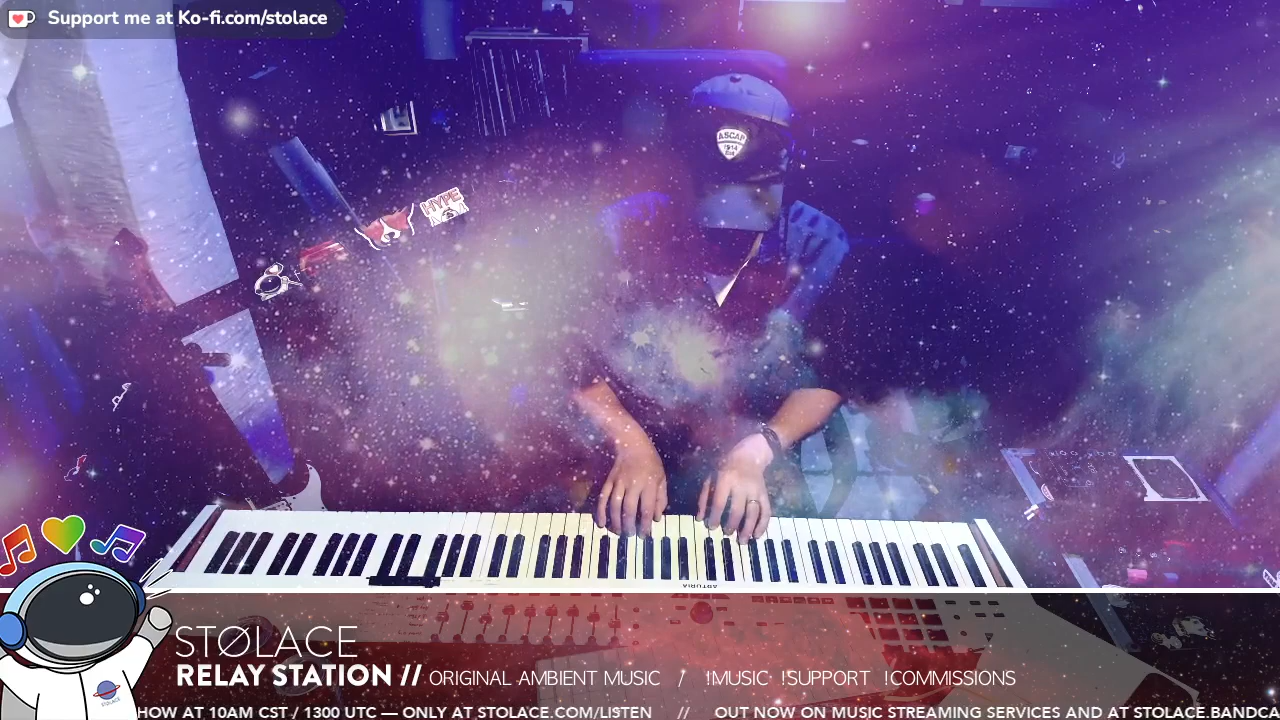 Support me at Ko-fi.com/stolace
ASCAP
1914
HYPE
ARTURIA
STØLACE
RELAY STATION // ORIGINAL AMBIENT MUSIC / !MUSIC !SUPPORT !COMMISSIONS
STOLACE
HOW AT 10AM CST / 1300 UTC — ONLY AT STOLACE.COM/LISTEN // OUT NOW ON MUSIC STREAMING SERVICES AND AT STOLACE.BANDCA